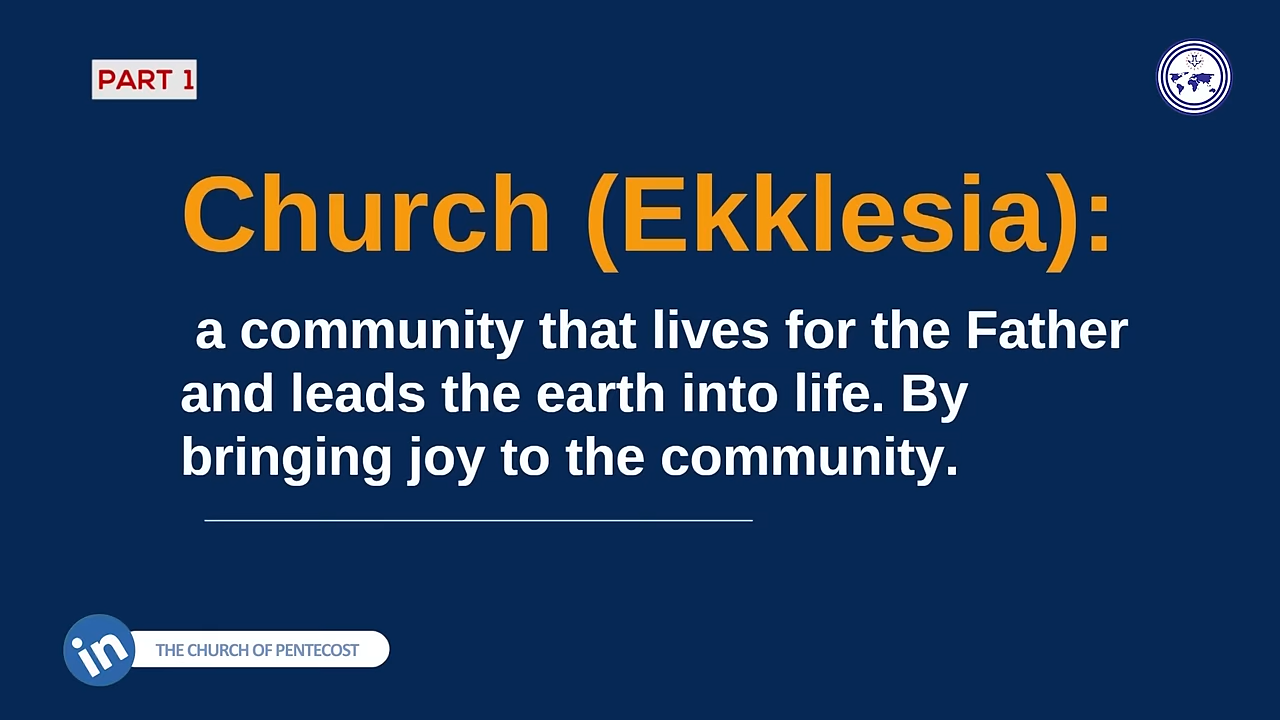 PART 1
Church (Ekklesia):
a community that lives for the Father
and leads the earth into life. By
bringing joy to the community.
in
THE CHURCH OF PENTECOST